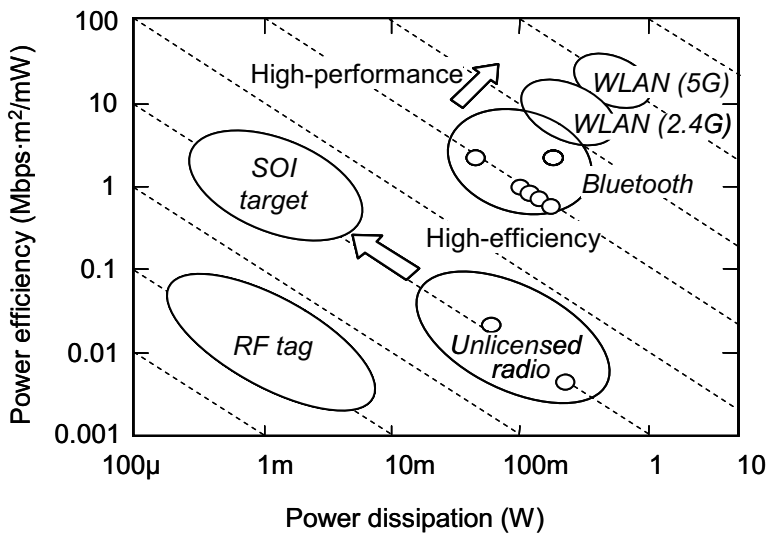 100
High-performance
WLAN (5G)
10
WLAN (2.4G)
SOI
target
1
Bluetooth
High-efficiency
0.1
RF tag
Unlicensed
radio
0.01
0.001
100μ
1m
10m
100m
1
10
Power dissipation (W)
Power efficiency (Mbps·m²/mW)